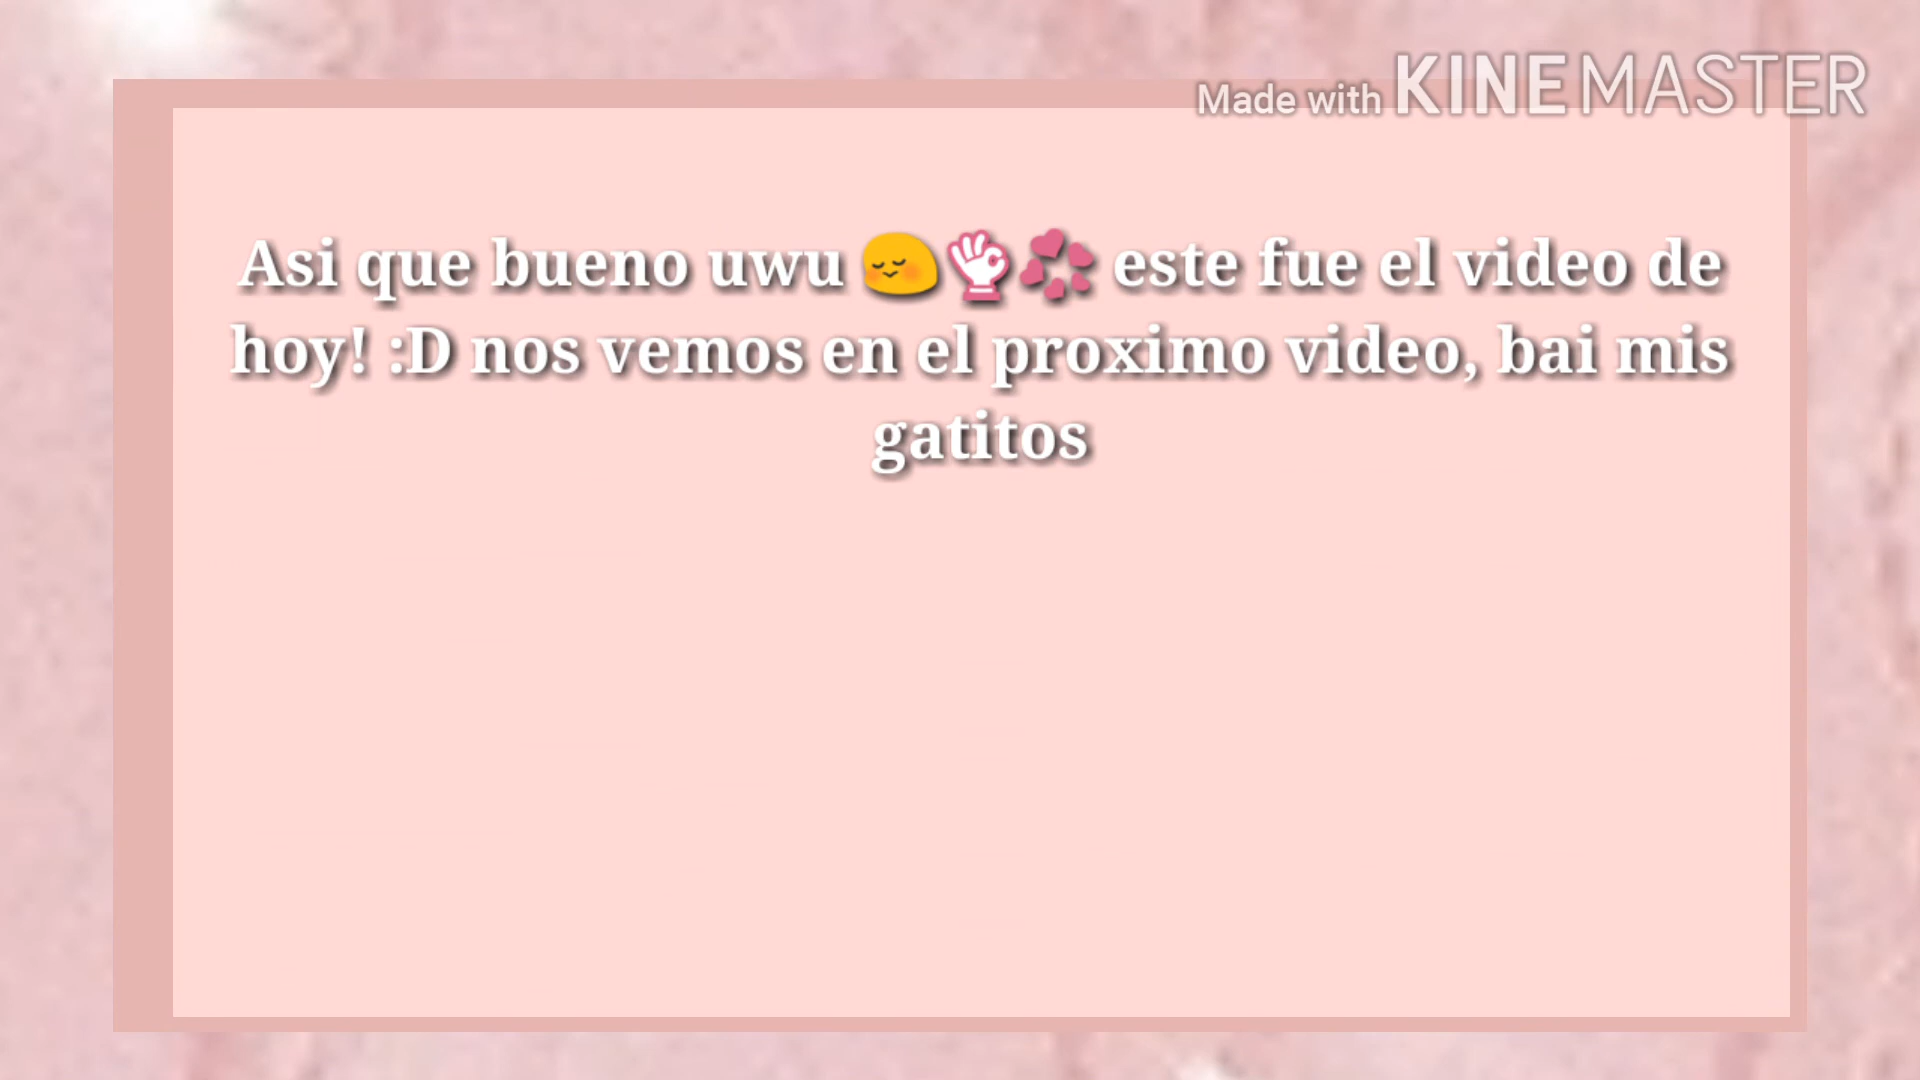 Made with KINEMASTER
Asi que bueno uwu 😌👌💞 este fue el video de
hoy! :D nos vemos en el proximo video, bai mis
gatitos